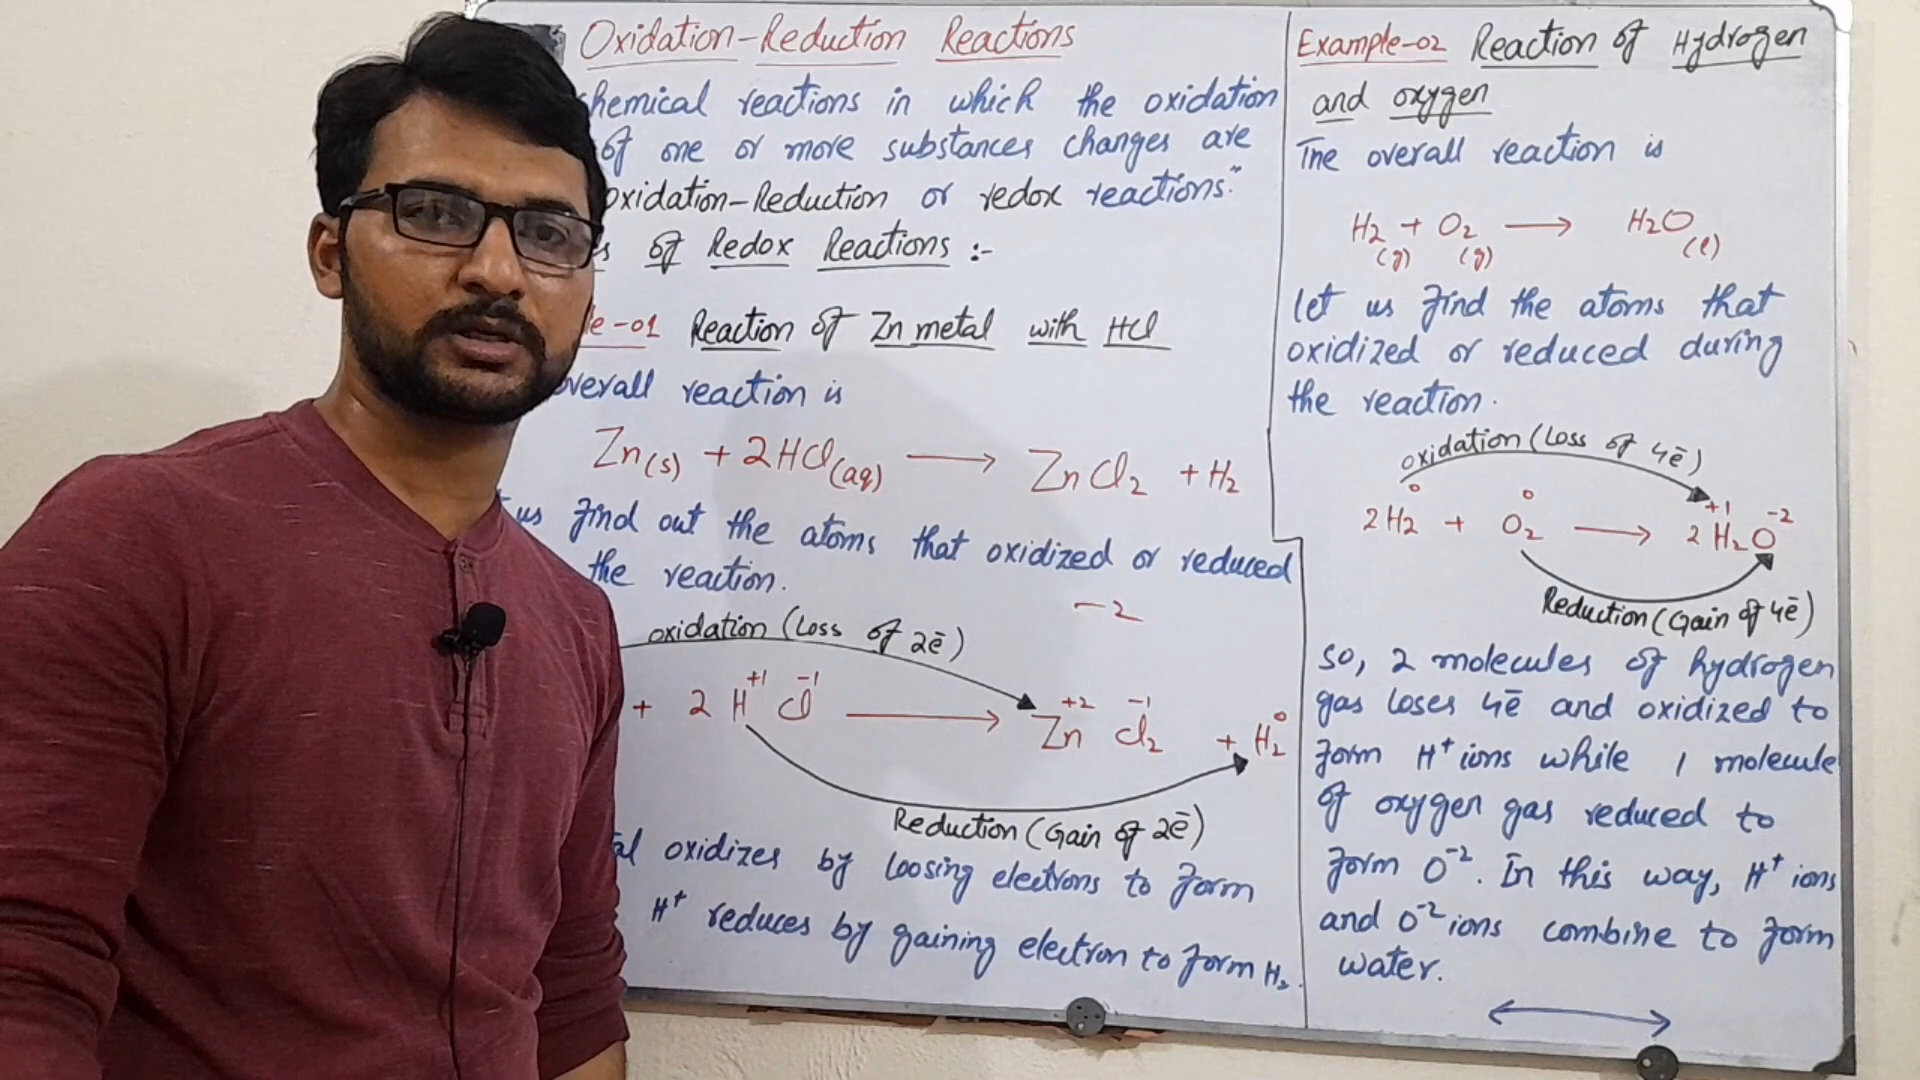 Oxidation-Reduction Reactions
hemical reactions in which the oxidation
of one or more substances changes are
oxidation-Reduction or redox reactions."
s of Redox Reactions :-
le-01 Reaction of Zn metal with HCl
overall reaction is
Zn(s) + 2HCl(aq) → ZnCl2 + H2
us find out the atoms that oxidized or reduced
the reaction.
-2
oxidation (Loss of 2ē)
+ 2 H+1 Cl-1 → Zn+2 Cl2-1 + H2°
Reduction (Gain of 2ē)
al oxidizes by loosing electrons to form
H+ reduces by gaining electron to form H2.
Example-02 Reaction of Hydrogen
and oxygen
The overall reaction is
H2(g) + O2(g) → H2O(l)
let us find the atoms that
oxidized or reduced during
the reaction.
oxidation (Loss of 4ē)
2H2° + O2° → 2H2+1 O-2
Reduction (Gain of 4ē)
So, 2 molecules of hydrogen
gas loses 4ē and oxidized to
form H+ ions while 1 molecule
of oxygen gas reduced to
form O-2. In this way, H+ ions
and O-2 ions combine to form
water.